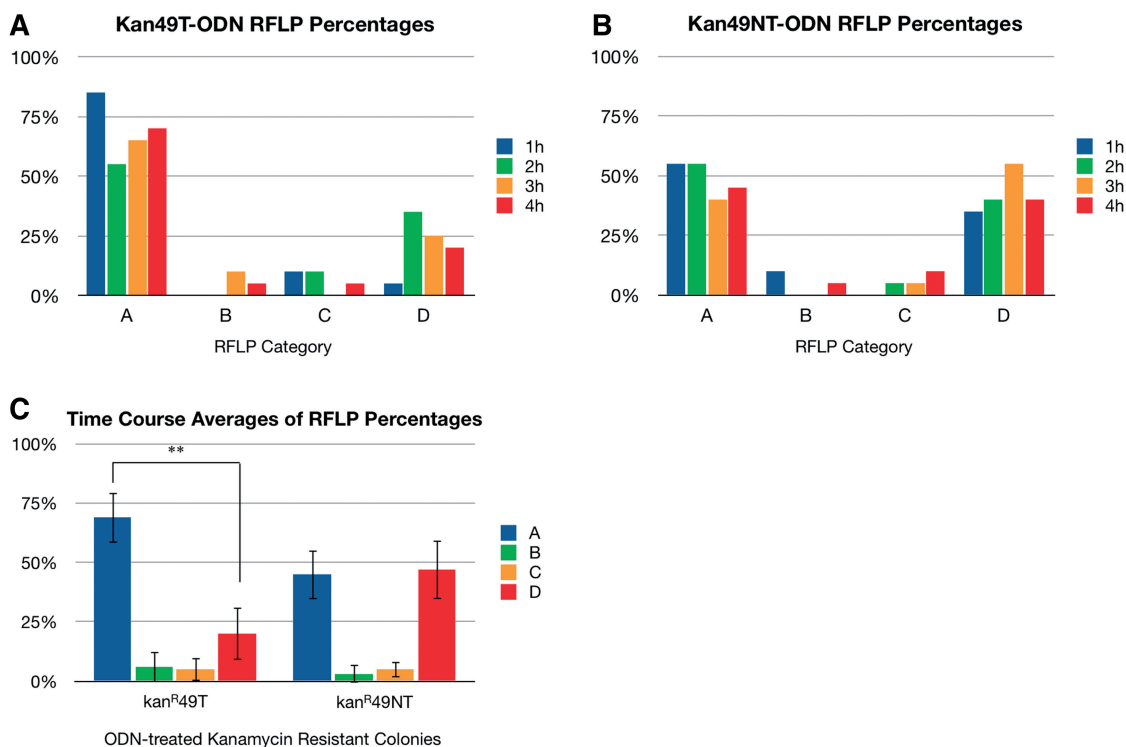 A
Kan49T-ODN RFLP Percentages
100%
75%
50%
25%
0%
A B C D
RFLP Category
1h
2h
3h
4h
B
Kan49NT-ODN RFLP Percentages
100%
75%
50%
25%
0%
A B C D
RFLP Category
1h
2h
3h
4h
C
Time Course Averages of RFLP Percentages
100%
75%
50%
25%
0%
**
kanᴿ49T kanᴿ49NT
ODN-treated Kanamycin Resistant Colonies
A
B
C
D